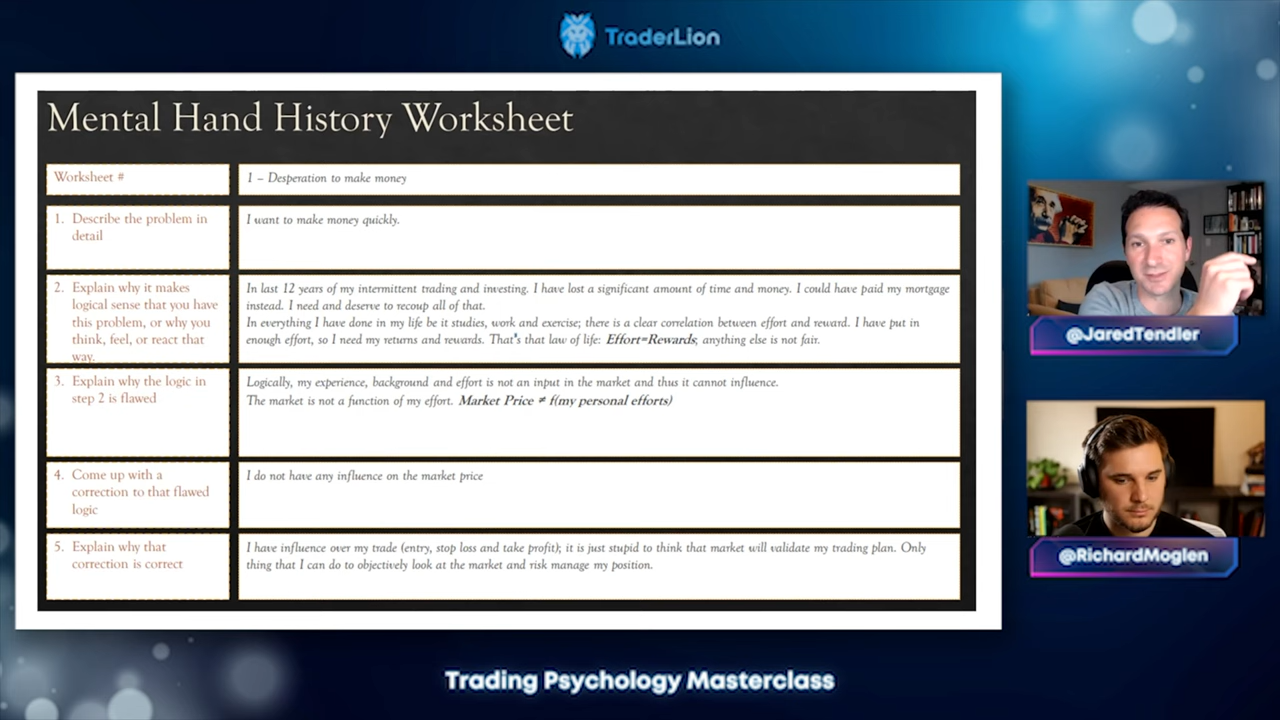 TraderLion
Mental Hand History Worksheet
Worksheet #
1 – Desperation to make money
1. Describe the problem in
detail
I want to make money quickly.
2. Explain why it makes
logical sense that you have
this problem, or why you
think, feel, or react that
way.
In last 12 years of my intermittent trading and investing. I have lost a significant amount of time and money. I could have paid my mortgage
instead. I need and deserve to recoup all of that.
In everything I have done in my life be it studies, work and exercise; there is a clear correlation between effort and reward. I have put in
enough effort, so I need my returns and rewards. That's that law of life: Effort=Rewards, anything else is not fair.
3. Explain why the logic in
step 2 is flawed
Logically, my experience, background and effort is not an input in the market and thus it cannot influence.
The market is not a function of my effort. Market Price ≠ f(my personal efforts)
4. Come up with a
correction to that flawed
logic
I do not have any influence on the market price
5. Explain why that
correction is correct
I have influence over my trade (entry, stop loss and take profit); it is just stupid to think that market will validate my trading plan. Only
thing that I can do to objectively look at the market and risk manage my position.
@JaredTendler
@RichardMoglen
Trading Psychology Masterclass